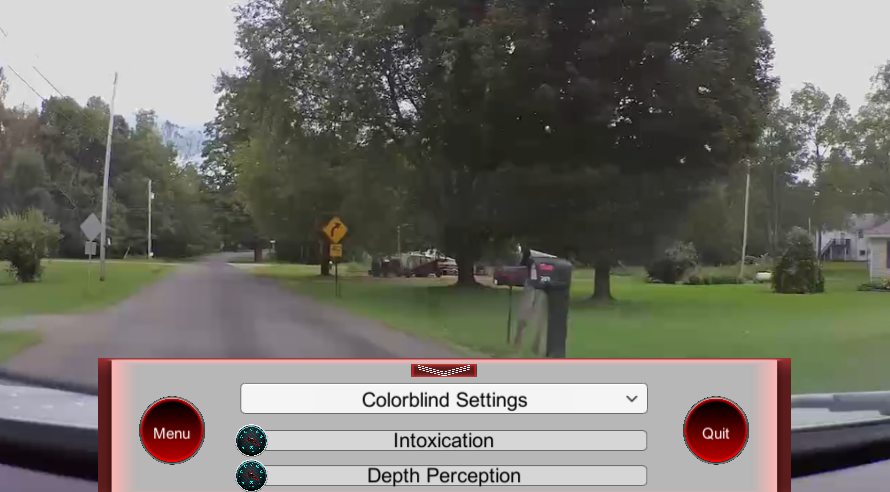 Colorblind Settings
Menu
Intoxication
Quit
Depth Perception